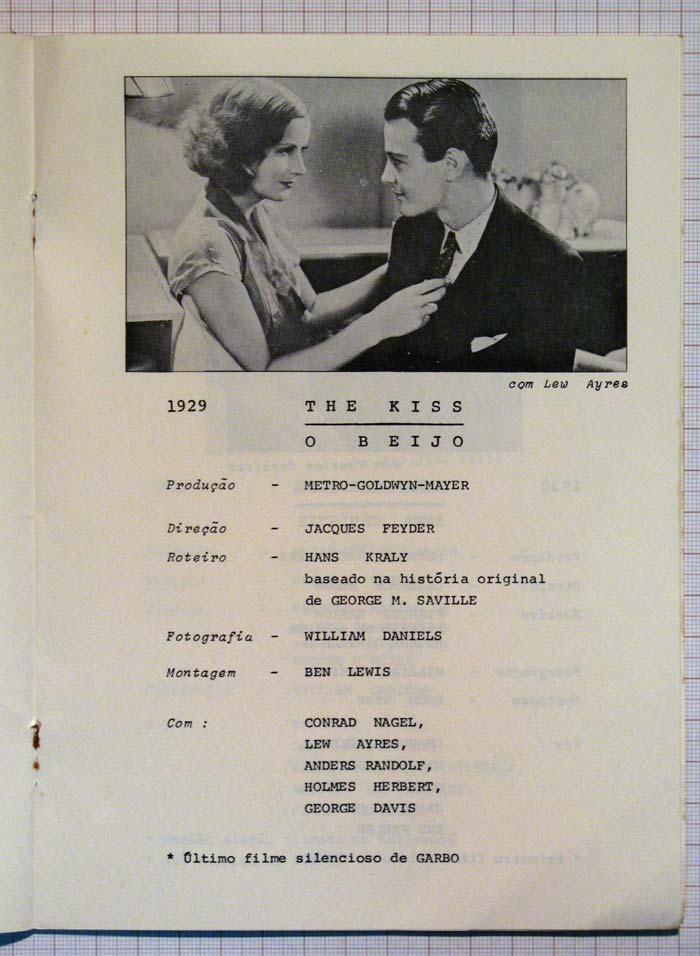 com Lew Ayres
1929 THE KISS
O BEIJO
Produção - METRO-GOLDWYN-MAYER
Direção - JACQUES FEYDER
Roteiro - HANS KRALY
baseado na história original
de GEORGE M. SAVILLE
Fotografia - WILLIAM DANIELS
Montagem - BEN LEWIS
Com : CONRAD NAGEL,
LEW AYRES,
ANDERS RANDOLF,
HOLMES HERBERT,
GEORGE DAVIS
* Último filme silencioso de GARBO